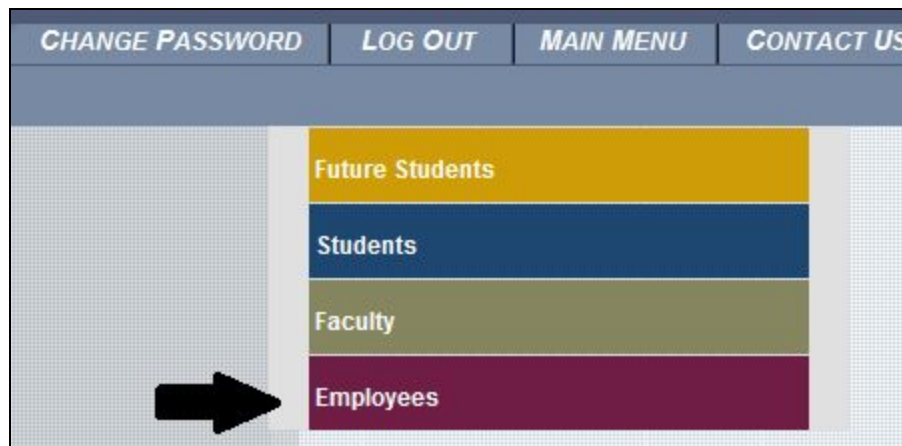 CHANGE PASSWORD LOG OUT MAIN MENU CONTACT US
Future Students
Students
Faculty
Employees